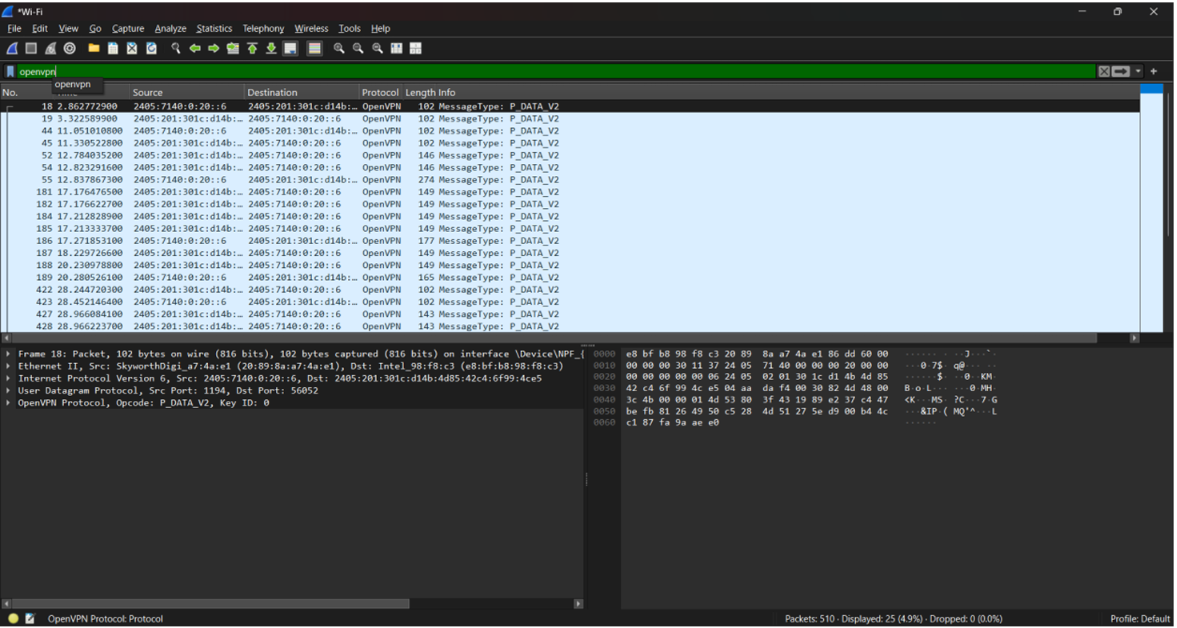 *Wi-Fi
File Edit View Go Capture Analyze Statistics Telephony Wireless Tools Help
openvpn
openvpn
No. Source Destination Protocol Length Info
18 2.862772900 2405:7140:0:20::6 2405:201:301c:d14b:… OpenVPN 102 MessageType: P_DATA_V2
19 3.322589900 2405:201:301c:d14b:… 2405:7140:0:20::6 OpenVPN 102 MessageType: P_DATA_V2
44 11.051010800 2405:7140:0:20::6 2405:201:301c:d14b:… OpenVPN 102 MessageType: P_DATA_V2
45 11.330522800 2405:201:301c:d14b:… 2405:7140:0:20::6 OpenVPN 102 MessageType: P_DATA_V2
52 12.784035200 2405:201:301c:d14b:… 2405:7140:0:20::6 OpenVPN 146 MessageType: P_DATA_V2
54 12.823291600 2405:201:301c:d14b:… 2405:7140:0:20::6 OpenVPN 146 MessageType: P_DATA_V2
55 12.837867300 2405:7140:0:20::6 2405:201:301c:d14b:… OpenVPN 274 MessageType: P_DATA_V2
181 17.176476500 2405:201:301c:d14b:… 2405:7140:0:20::6 OpenVPN 149 MessageType: P_DATA_V2
182 17.176622700 2405:201:301c:d14b:… 2405:7140:0:20::6 OpenVPN 149 MessageType: P_DATA_V2
184 17.212828900 2405:201:301c:d14b:… 2405:7140:0:20::6 OpenVPN 149 MessageType: P_DATA_V2
185 17.213333700 2405:201:301c:d14b:… 2405:7140:0:20::6 OpenVPN 149 MessageType: P_DATA_V2
186 17.271853100 2405:7140:0:20::6 2405:201:301c:d14b:… OpenVPN 177 MessageType: P_DATA_V2
187 18.229726600 2405:201:301c:d14b:… 2405:7140:0:20::6 OpenVPN 149 MessageType: P_DATA_V2
188 20.230978800 2405:201:301c:d14b:… 2405:7140:0:20::6 OpenVPN 149 MessageType: P_DATA_V2
189 20.280526100 2405:7140:0:20::6 2405:201:301c:d14b:… OpenVPN 165 MessageType: P_DATA_V2
422 28.244720300 2405:201:301c:d14b:… 2405:7140:0:20::6 OpenVPN 102 MessageType: P_DATA_V2
423 28.452146400 2405:7140:0:20::6 2405:201:301c:d14b:… OpenVPN 102 MessageType: P_DATA_V2
427 28.966084100 2405:201:301c:d14b:… 2405:7140:0:20::6 OpenVPN 143 MessageType: P_DATA_V2
428 28.966223700 2405:201:301c:d14b:… 2405:7140:0:20::6 OpenVPN 143 MessageType: P_DATA_V2
Frame 18: Packet, 102 bytes on wire (816 bits), 102 bytes captured (816 bits) on interface \Device\NPF_{
Ethernet II, Src: SkyworthDigi_a7:4a:e1 (20:89:8a:a7:4a:e1), Dst: Intel_98:f8:c3 (e8:bf:b8:98:f8:c3)
Internet Protocol Version 6, Src: 2405:7140:0:20::6, Dst: 2405:201:301c:d14b:4d85:42c4:6f99:4ce5
User Datagram Protocol, Src Port: 1194, Dst Port: 56052
OpenVPN Protocol, Opcode: P_DATA_V2, Key ID: 0
0000 e8 bf b8 98 f8 c3 20 89 8a a7 4a e1 86 dd 60 00 ······ · ··J···`·
0010 00 00 00 30 11 37 24 05 71 40 00 00 00 20 00 00 ···0·7$· q@··· ··
0020 00 00 00 00 00 06 24 05 02 01 30 1c d1 4b 4d 85 ······$· ··0··KM·
0030 42 c4 6f 99 4c e5 04 aa da f4 00 30 82 4d 48 00 B·o·L··· ···0·MH·
0040 3c 4b 00 00 01 4d 53 80 3f 43 19 89 e2 37 c4 47 <K···MS· ?C···7·G
0050 be fb 81 26 49 50 c5 28 4d 51 27 5e d9 00 b4 4c ···&IP·( MQ'^···L
0060 c1 87 fa 9a ae e0 ······
OpenVPN Protocol: Protocol Packets: 510 · Displayed: 25 (4.9%) · Dropped: 0 (0.0%) Profile: Default